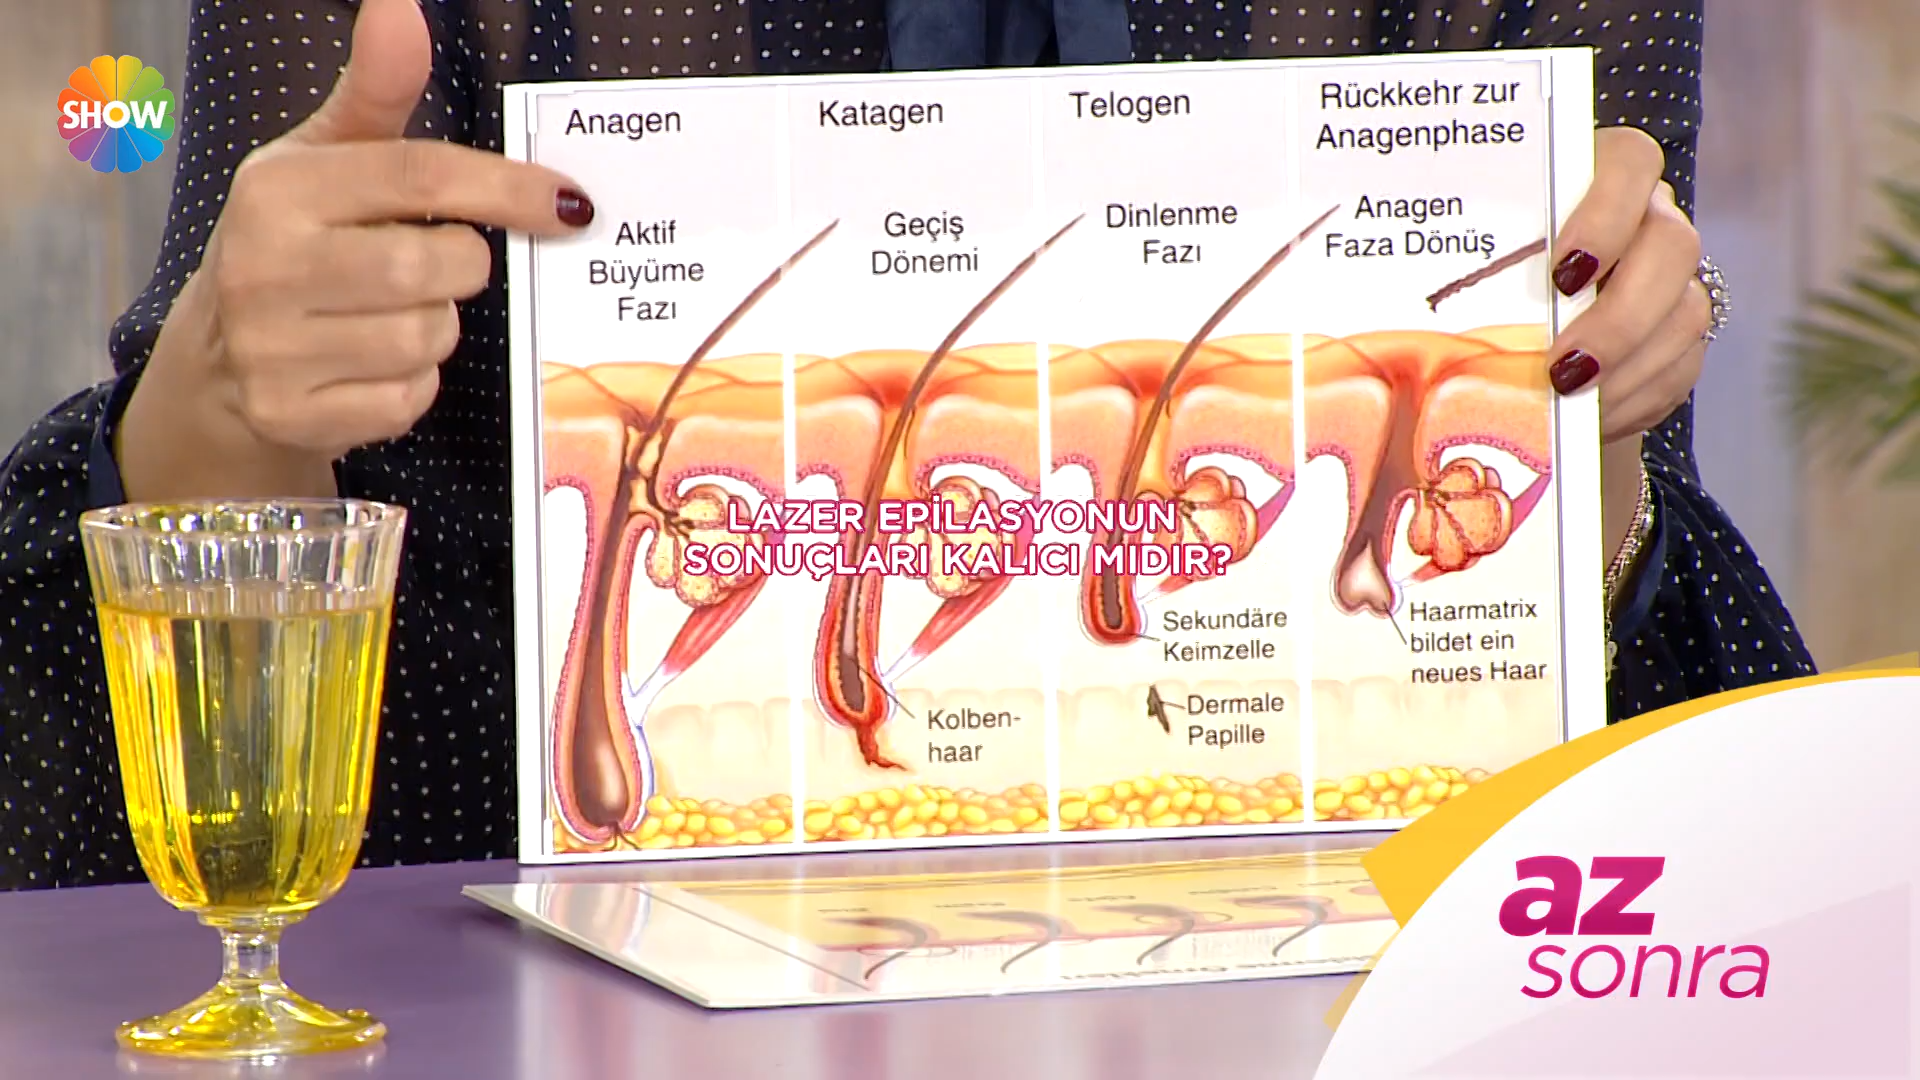 SHOW
Anagen
Katagen
Telogen
Rückkehr zur
Anagenphase
Aktif
Büyüme
Fazı
Geçiş
Dönemi
Dinlenme
Fazı
Anagen
Faza Dönüş
LAZER EPİLASYONUN
SONUÇLARI KALICI MIDIR?
Kolben-
haar
Sekundäre
Keimzelle
Dermale
Papille
Haarmatrix
bildet ein
neues Haar
az
sonra